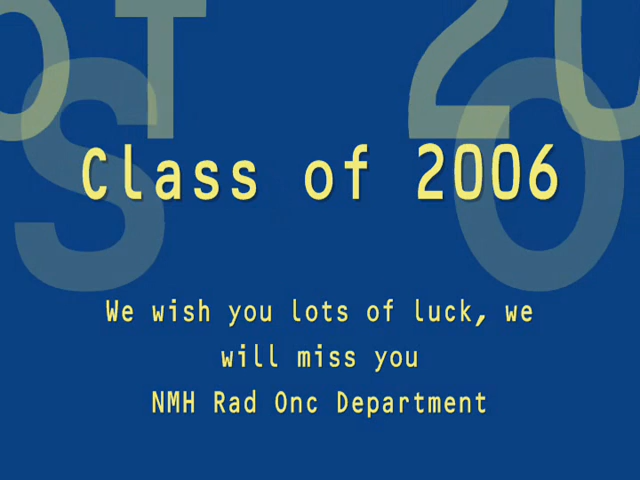 Class of 2006
We wish you lots of luck, we
will miss you
NMH Rad Onc Department